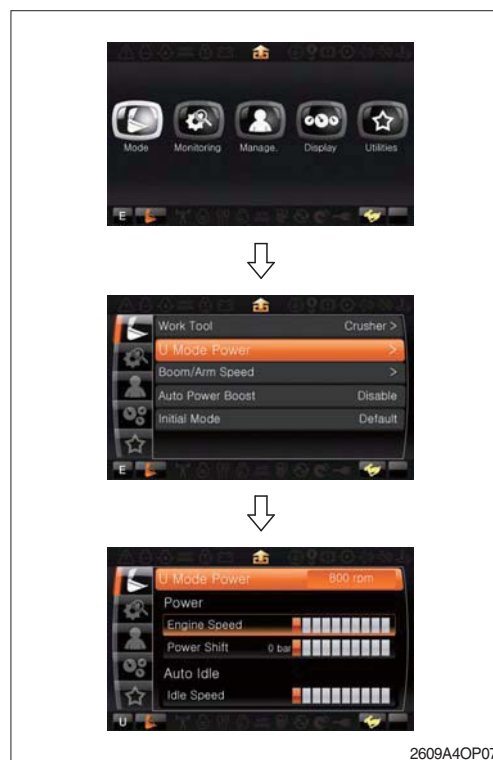 Mode Monitoring Manage. Display Utilities
E
Work Tool Crusher >
U Mode Power >
Boom/Arm Speed >
Auto Power Boost Disable
Initial Mode Default
E
U Mode Power 800 rpm
Power
Engine Speed
Power Shift 0 bar
Auto Idle
Idle Speed
U
2609A4OP07